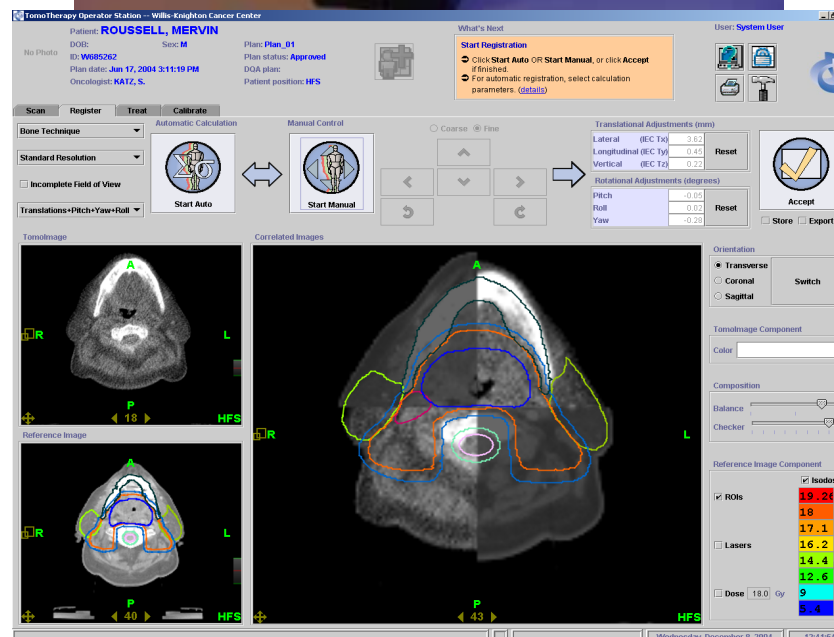 TomoTherapy Operator Station -- Willis-Knighton Cancer Center
Patient: ROUSSELL, MERVIN
No Photo
DOB:
Sex: M
ID: W685262
Plan date: Jun 17, 2004 3:11:19 PM
Oncologist: KATZ, S.
Plan: Plan_01
Plan status: Approved
DQA plan:
Patient position: HFS
What's Next
Start Registration
Click Start Auto OR Start Manual, or click Accept
if finished.
For automatic registration, select calculation
parameters. (details)
User: System User
Scan Register Treat Calibrate
Bone Technique
Standard Resolution
Incomplete Field of View
Translations+Pitch+Yaw+Roll
Automatic Calculation
Start Auto
Manual Control
Start Manual
Coarse Fine
Translational Adjustments (mm)
Lateral (IEC Tx) 3.62
Longitudinal (IEC Ty) 0.45
Vertical (IEC Tz) 0.22
Reset
Rotational Adjustments (degrees)
Pitch -0.05
Roll 0.02
Yaw -0.28
Reset
Accept
Store Export
TomoImage
A
R
L
P
18
HFS
Reference Image
A
R
L
P
40
HFS
Correlated Images
A
R
L
P
43
HFS
Orientation
Transverse
Coronal
Sagittal
Switch
TomoImage Component
Color
Composition
Balance
Checker
Reference Image Component
ROIs
Lasers
Dose 18.0 Gy
19.26
18
17.1
16.2
14.4
12.6
9
5.4